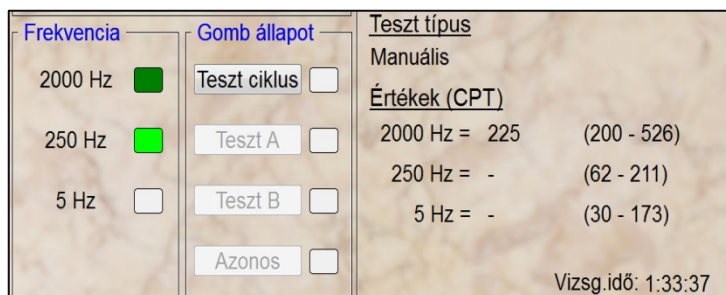 Frekvencia
2000 Hz
250 Hz
5 Hz
Gomb állapot
Teszt ciklus
Teszt A
Teszt B
Azonos
Teszt típus
Manuális
Értékek (CPT)
2000 Hz = 225 (200 - 526)
250 Hz = - (62 - 211)
5 Hz = - (30 - 173)
Vizsg.idő: 1:33:37